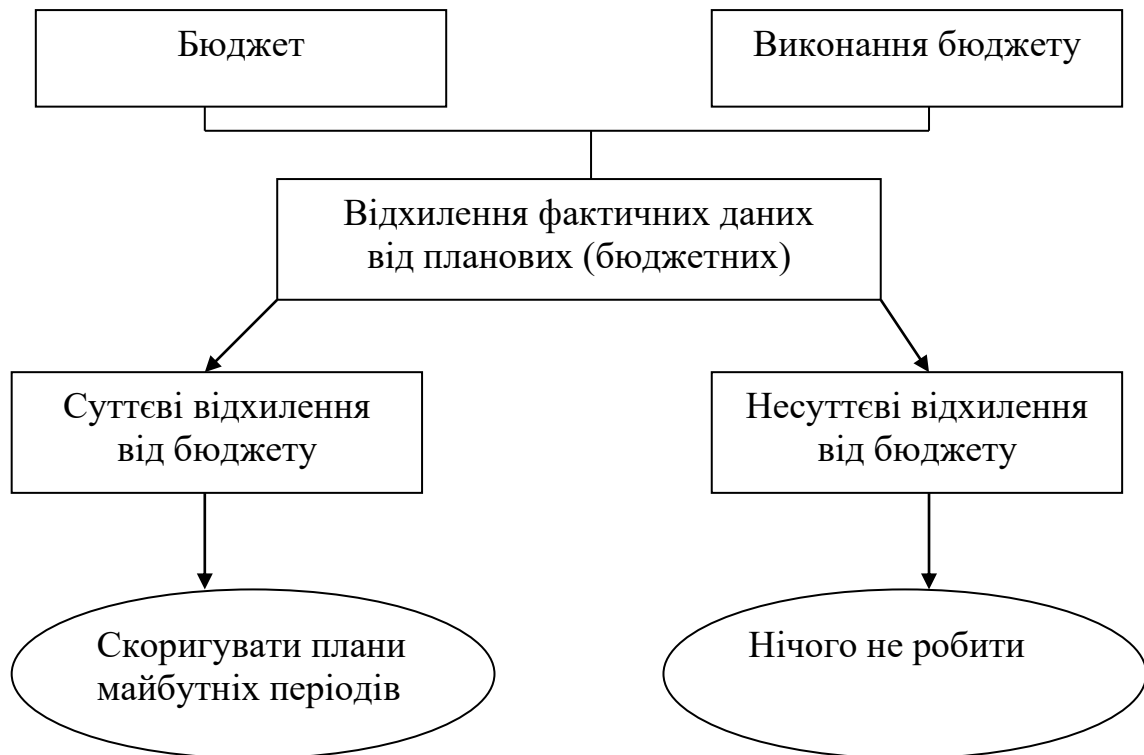 Бюджет
Виконання бюджету
Відхилення фактичних даних
від планових (бюджетних)
Суттєві відхилення
від бюджету
Несуттєві відхилення
від бюджету
Скоригувати плани
майбутніх періодів
Нічого не робити